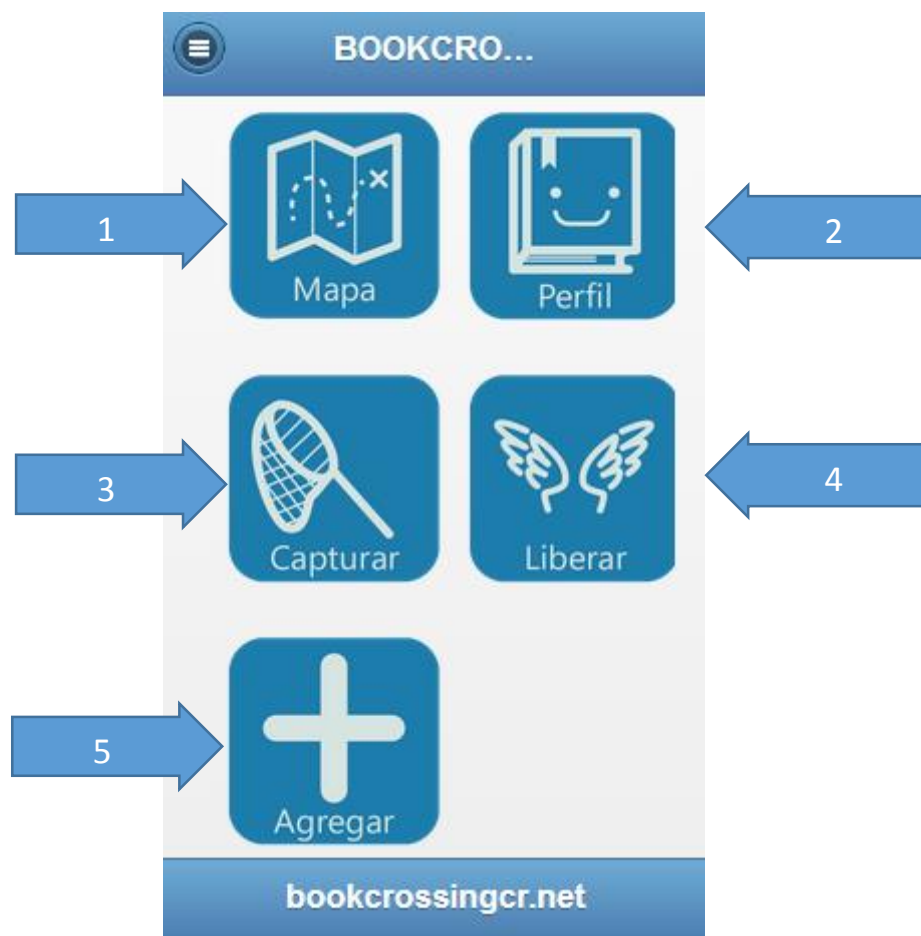 BOOKCRO...
1
Mapa
Perfil
2
3
Capturar
Liberar
4
5
Agregar
bookcrossingcr.net